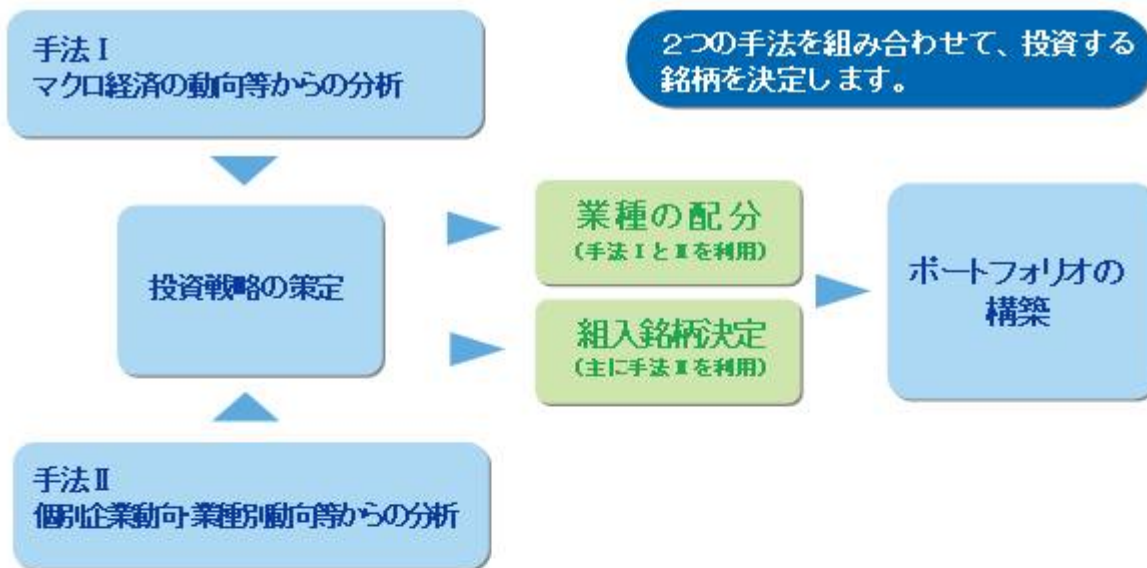 手法Ⅰ
マクロ経済の動向等からの分析
2つの手法を組み合わせて、投資する
銘柄を決定します。
投資戦略の策定
業種の配分
(手法ⅠとⅡを利用)
組入銘柄決定
(主に手法Ⅱを利用)
ポートフォリオの
構築
手法Ⅱ
個別企業動向・業種別動向等からの分析